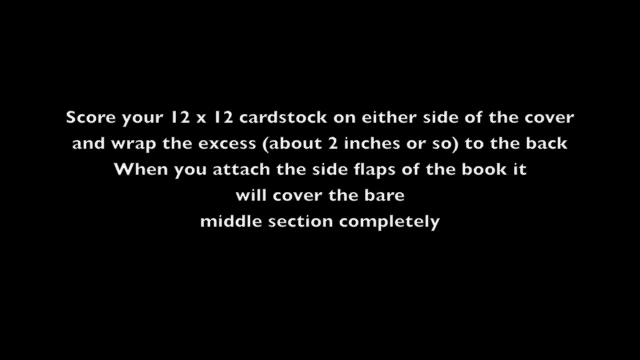 Score your 12 x 12 cardstock on either side of the cover
and wrap the excess (about 2 inches or so) to the back
When you attach the side flaps of the book it
will cover the bare
middle section completely